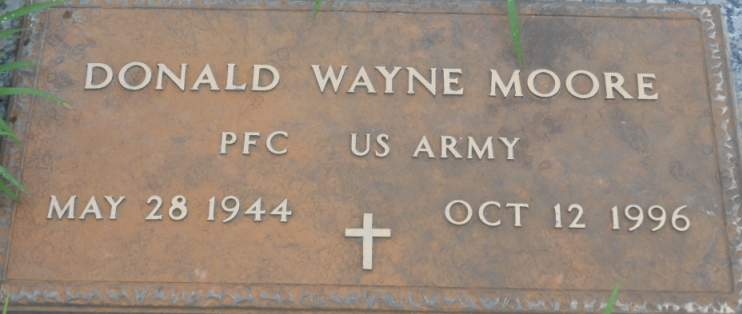 DONALD WAYNE MOORE
PFC US ARMY
MAY 28 1944 OCT 12 1996